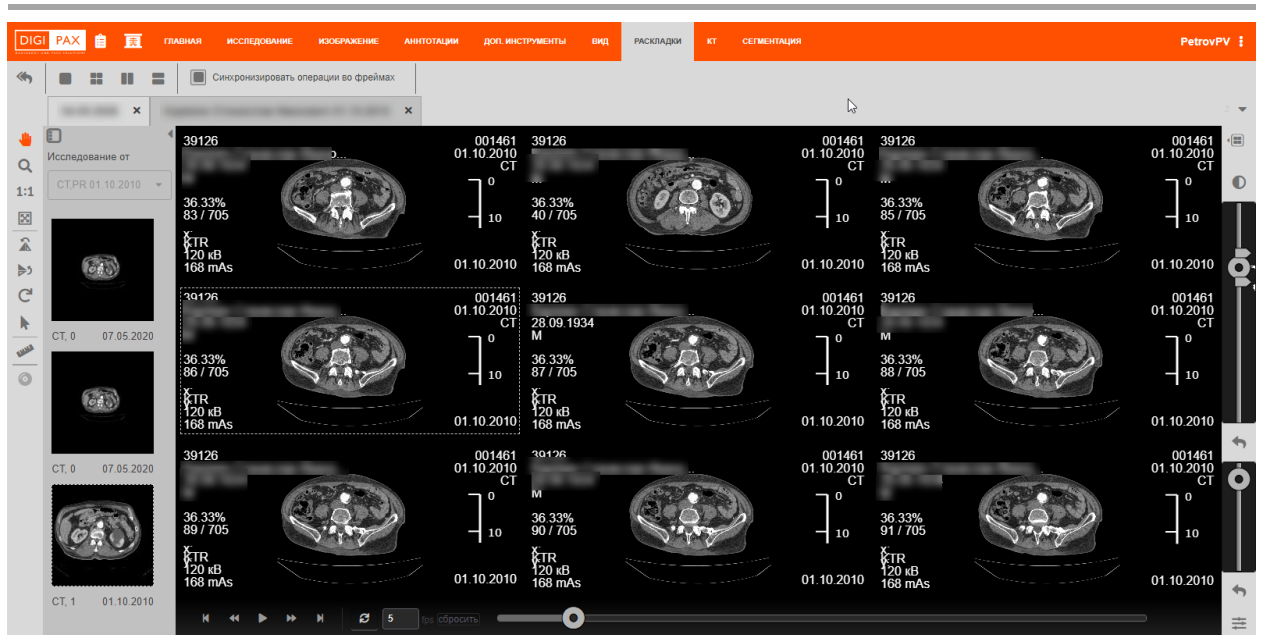 DIGI PAX ГЛАВНАЯ ИССЛЕДОВАНИЕ ИЗОБРАЖЕНИЕ АННОТАЦИИ ДОП. ИНСТРУМЕНТЫ ВИД РАСКЛАДКИ КТ СЕГМЕНТАЦИЯ PetrovPV
Синхронизировать операции во фреймах
Исследование от
CT,PR 01.10.2010
1:1
CT, 0 07.05.2020
CT, 0 07.05.2020
CT, 1 01.10.2010
39126 001461
01.10.2010
CT
0
36.33%
83 / 705
10
KTR
120 кВ
168 mAs
01.10.2010
39126 001461
01.10.2010
CT
...
0
36.33%
40 / 705
10
KTR
120 кВ
168 mAs
01.10.2010
39126 001461
01.10.2010
CT
...
0
36.33%
85 / 705
10
KTR
120 кВ
168 mAs
01.10.2010
39126 001461
01.10.2010
CT
0
36.33%
86 / 705
10
KTR
120 кВ
168 mAs
01.10.2010
39126 001461
01.10.2010
28.09.1934 CT
M
0
36.33%
87 / 705
10
KTR
120 кВ
168 mAs
01.10.2010
39126 001461
01.10.2010
CT
M
0
36.33%
88 / 705
10
KTR
120 кВ
168 mAs
01.10.2010
39126 001461
01.10.2010
CT
0
36.33%
89 / 705
10
KTR
120 кВ
168 mAs
01.10.2010
39126 001461
01.10.2010
CT
M
0
36.33%
90 / 705
10
KTR
120 кВ
168 mAs
01.10.2010
39126 001461
01.10.2010
CT
0
36.33%
91 / 705
10
KTR
120 кВ
168 mAs
01.10.2010
5 fps сбросить